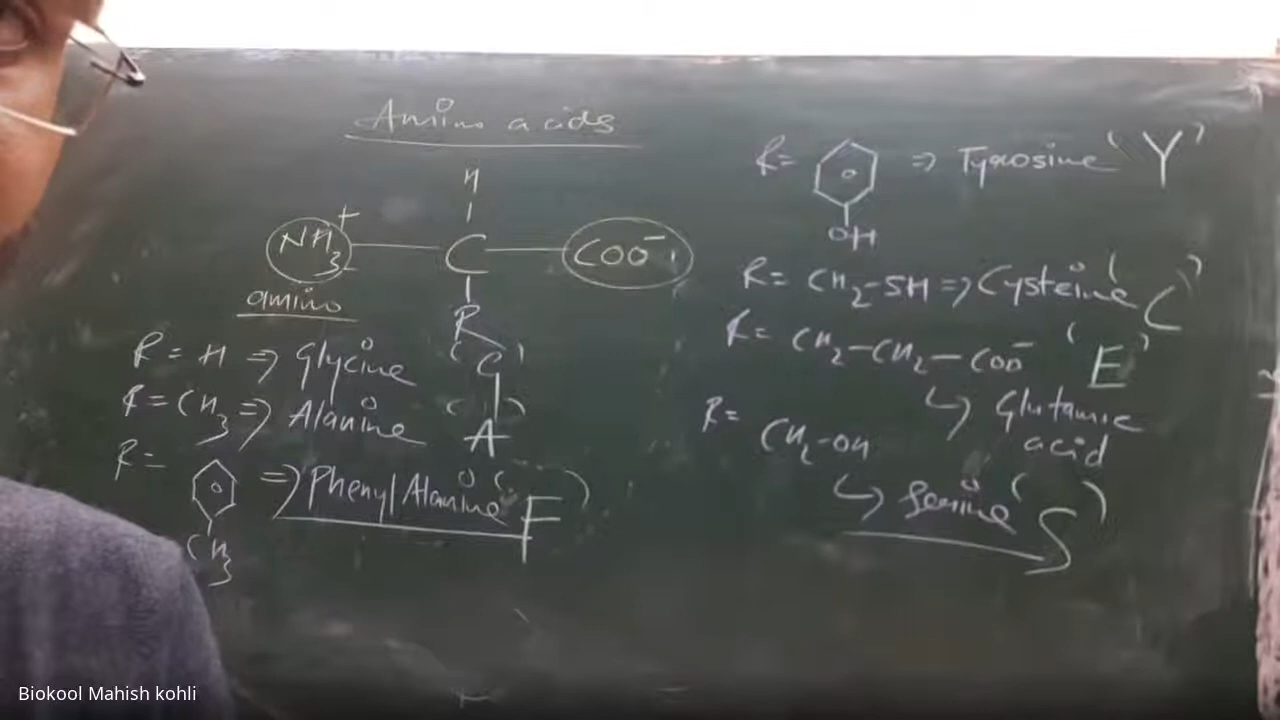 Amino acids
H
NH3+ — C — COO-
amino
R
R = H => Glycine (G)
R = CH3 => Alanine (A)
R = => Phenyl Alanine (F)
CH3
R= => Tyrosine "Y"
OH
R= CH2-SH => Cysteine (C)
R= CH2-CH2-COO- "E"
↳ Glutamic acid
R= CH2-OH
↳ Serine (S)
Biokool Mahish kohli